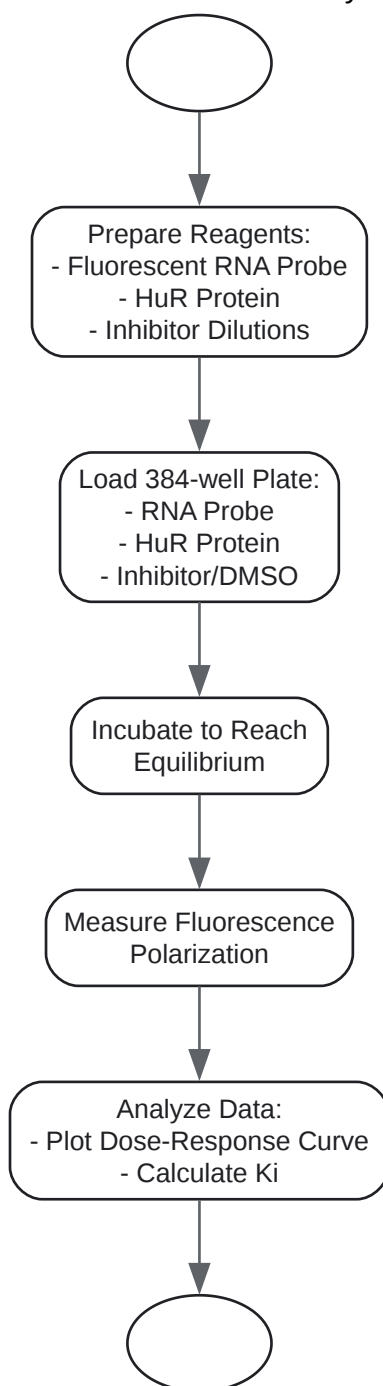 Prepare Reagents:
- Fluorescent RNA Probe
- HuR Protein
- Inhibitor Dilutions
Load 384-well Plate:
- RNA Probe
- HuR Protein
- Inhibitor/DMSO
Incubate to Reach
Equilibrium
Measure Fluorescence
Polarization
Analyze Data:
- Plot Dose-Response Curve
- Calculate Ki